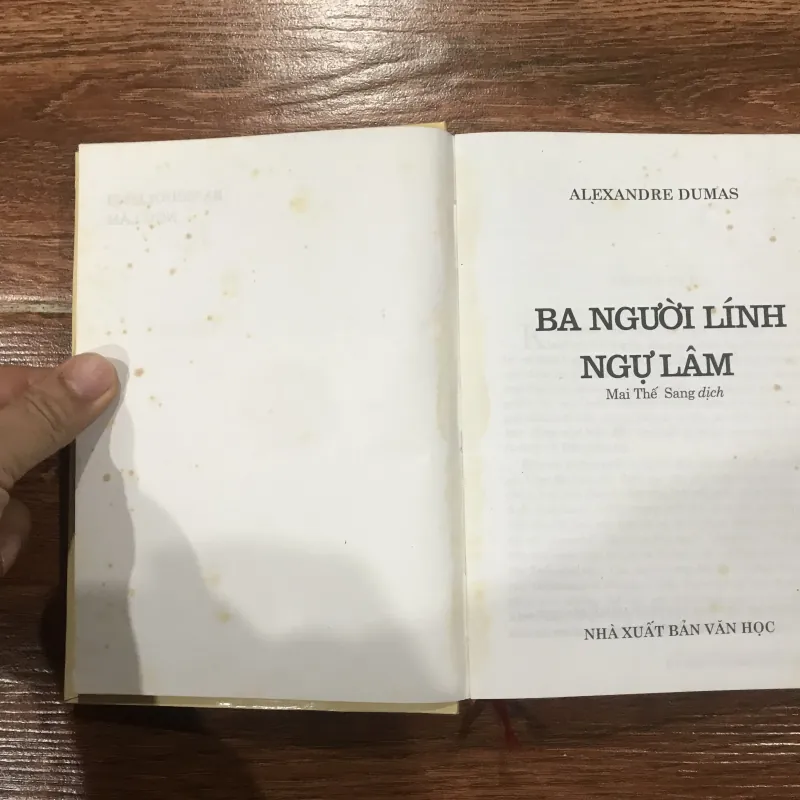 ALEXANDRE DUMAS
BA NGƯỜI LÍNH
NGỰ LÂM
Mai Thế Sang dịch
NHÀ XUẤT BẢN VĂN HỌC